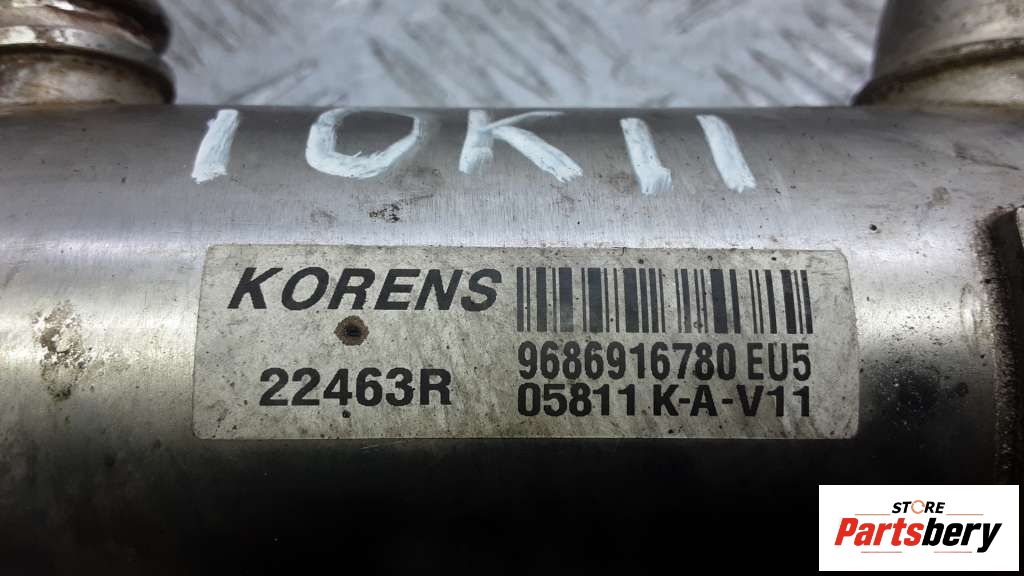 10K11
KORENS
22463R
9686916780 EU5
05811 K-A-V11
STORE
Partsbery